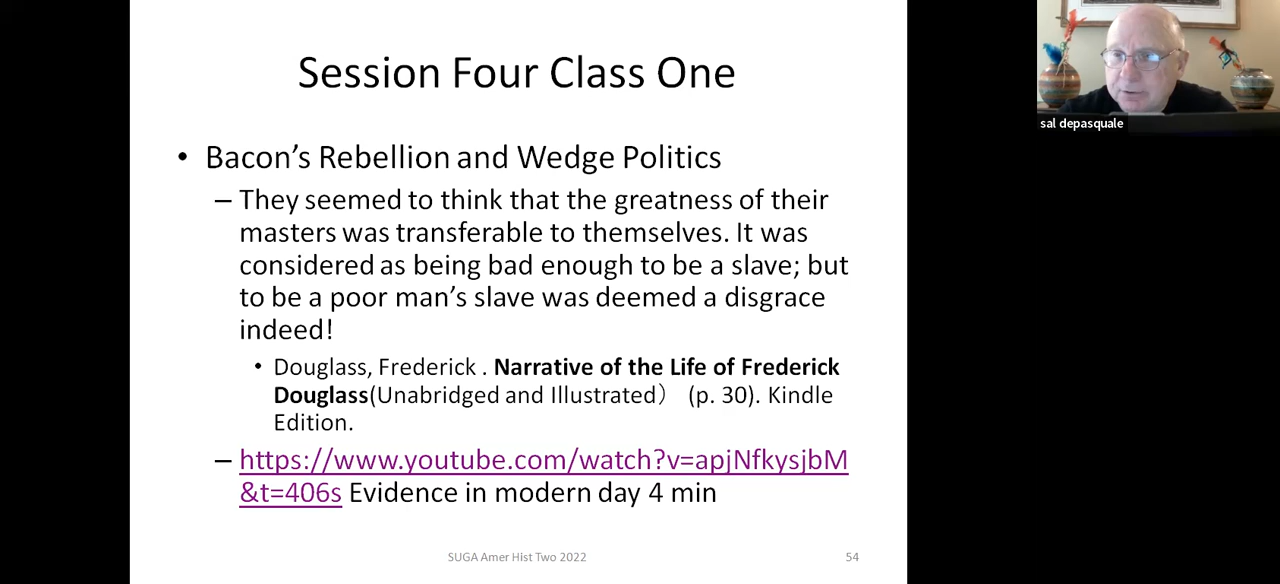 Session Four Class One
• Bacon’s Rebellion and Wedge Politics
– They seemed to think that the greatness of their
masters was transferable to themselves. It was
considered as being bad enough to be a slave; but
to be a poor man’s slave was deemed a disgrace
indeed!
• Douglass, Frederick . Narrative of the Life of Frederick
Douglass(Unabridged and Illustrated） (p. 30). Kindle
Edition.
– https://www.youtube.com/watch?v=apjNfkysjbM
&t=406s Evidence in modern day 4 min
SUGA Amer Hist Two 2022
54
sal depasquale